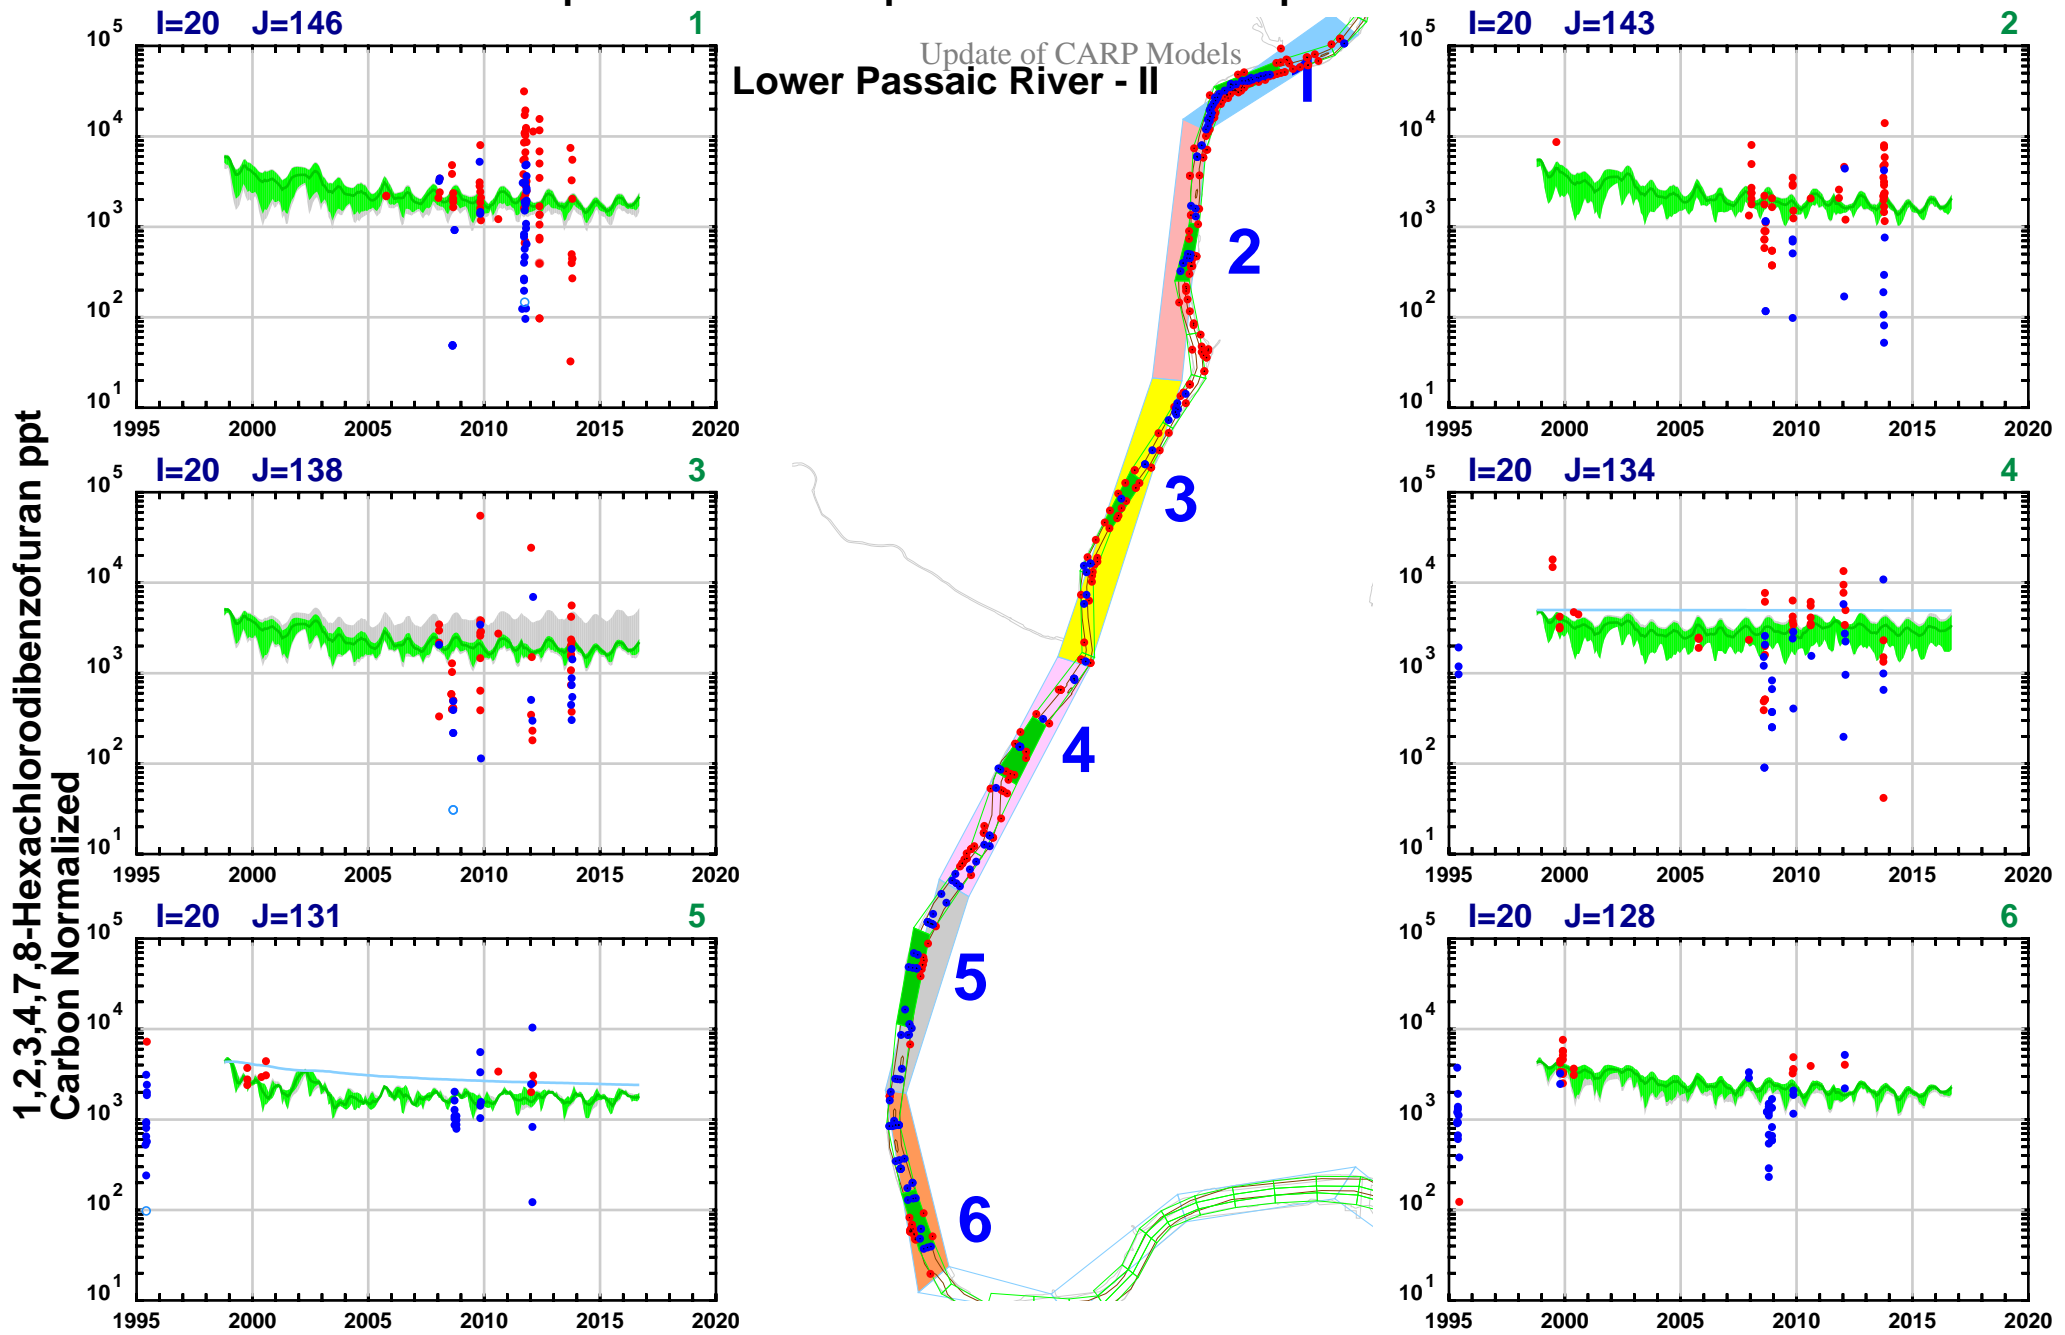 Update of CARP Models
Lower Passaic River - II
1,2,3,4,7,8-Hexachlorodibenzofuran ppt
Carbon Normalized
I=20 J=146 1
10^5
10^4
10^3
10^2
10^1
1995 2000 2005 2010 2015 2020
I=20 J=143 2
10^5
10^4
10^3
10^2
10^1
1995 2000 2005 2010 2015 2020
I=20 J=138 3
10^5
10^4
10^3
10^2
10^1
1995 2000 2005 2010 2015 2020
I=20 J=134 4
10^5
10^4
10^3
10^2
10^1
1995 2000 2005 2010 2015 2020
I=20 J=131 5
10^5
10^4
10^3
10^2
10^1
1995 2000 2005 2010 2015 2020
I=20 J=128 6
10^5
10^4
10^3
10^2
10^1
1995 2000 2005 2010 2015 2020
1
2
3
4
5
6